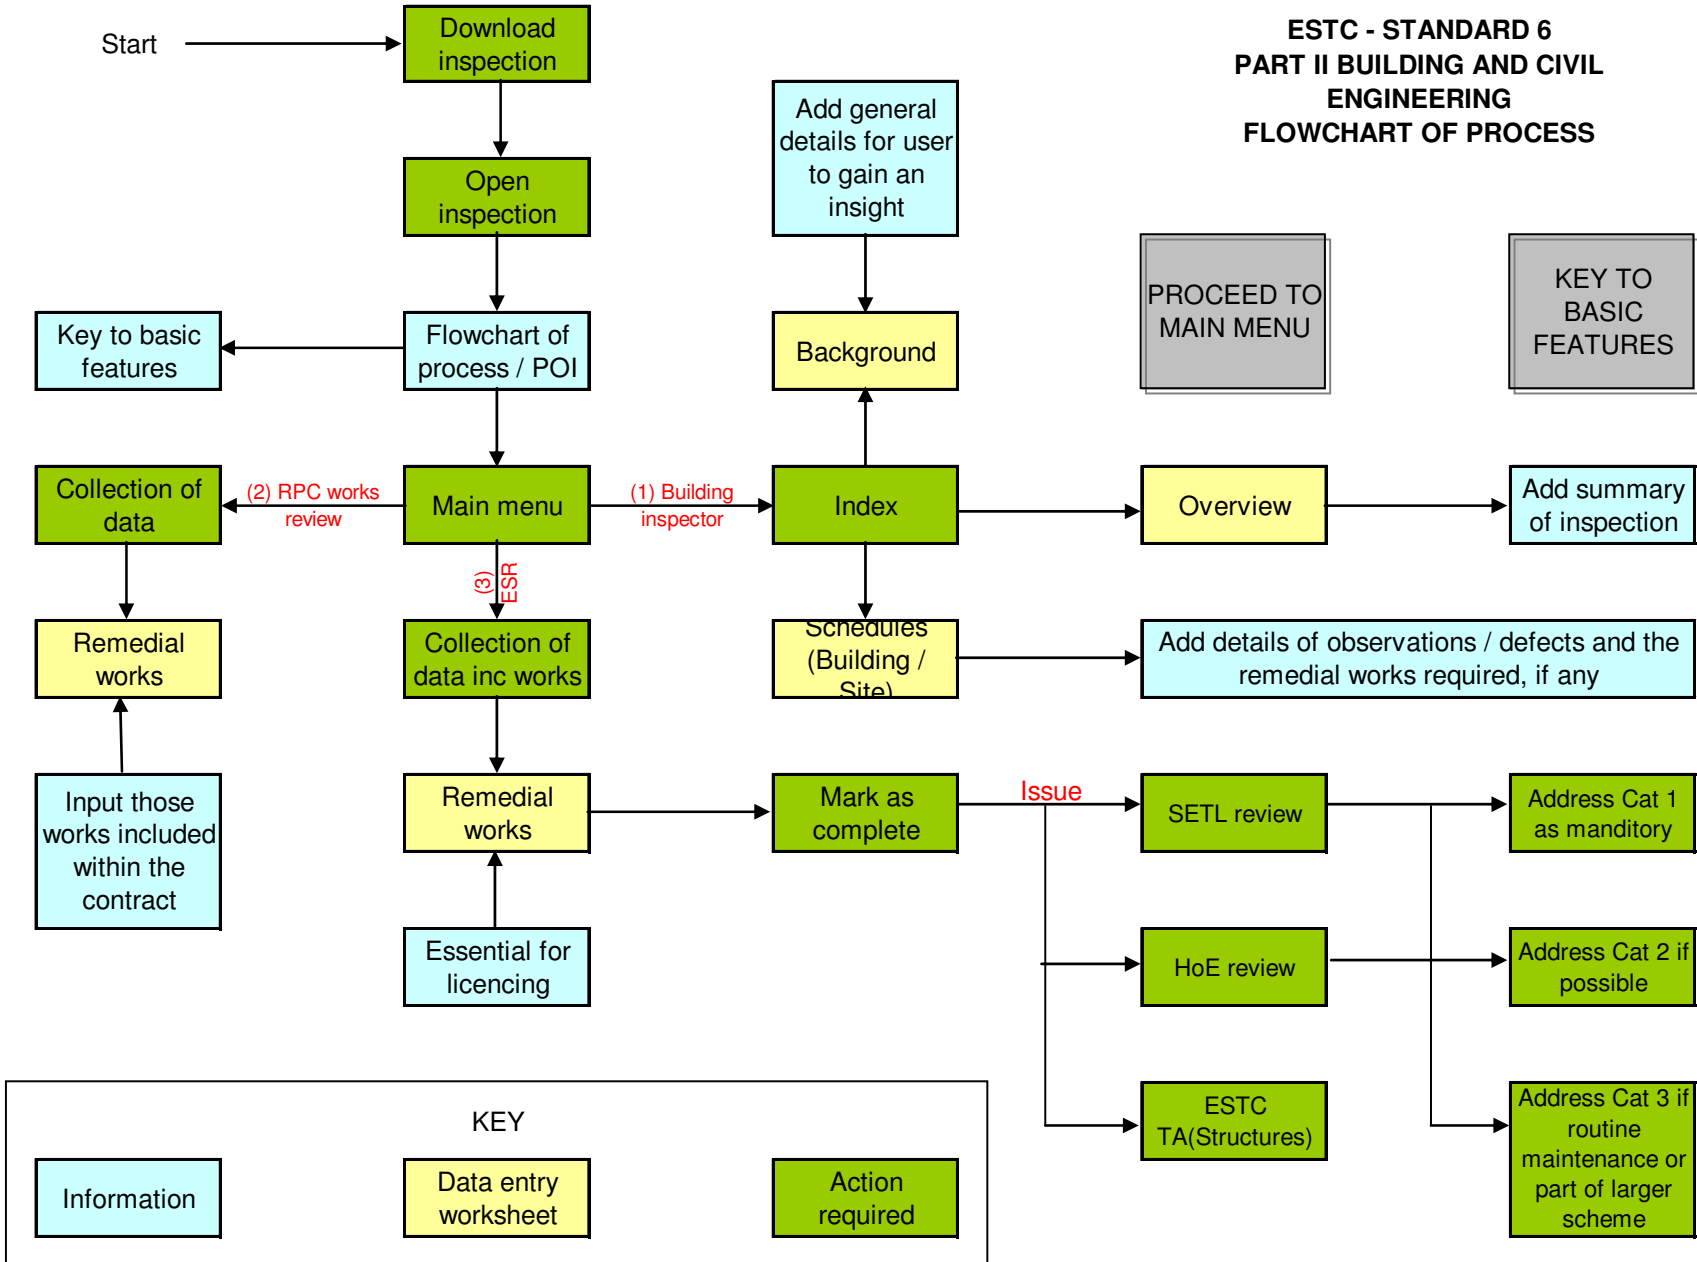 ESTC - STANDARD 6
PART II BUILDING AND CIVIL
ENGINEERING
FLOWCHART OF PROCESS
Start
Download
inspection
Open
inspection
Add general
details for user
to gain an
insight
PROCEED TO
MAIN MENU
KEY TO
BASIC
FEATURES
Key to basic
features
Flowchart of
process / POI
Background
Collection of
data
(2) RPC works
review
Main menu
(1) Building
inspector
Index
Overview
Add summary
of inspection
(3)
ESR
Remedial
works
Collection of
data inc works
Schedules
(Building /
Site)
Add details of observations / defects and the
remedial works required, if any
Input those
works included
within the
contract
Remedial
works
Mark as
complete
Issue
SETL review
Address Cat 1
as manditory
Essential for
licencing
HoE review
Address Cat 2 if
possible
ESTC
TA(Structures)
Address Cat 3 if
routine
maintenance or
part of larger
scheme
KEY
Information
Data entry
worksheet
Action
required